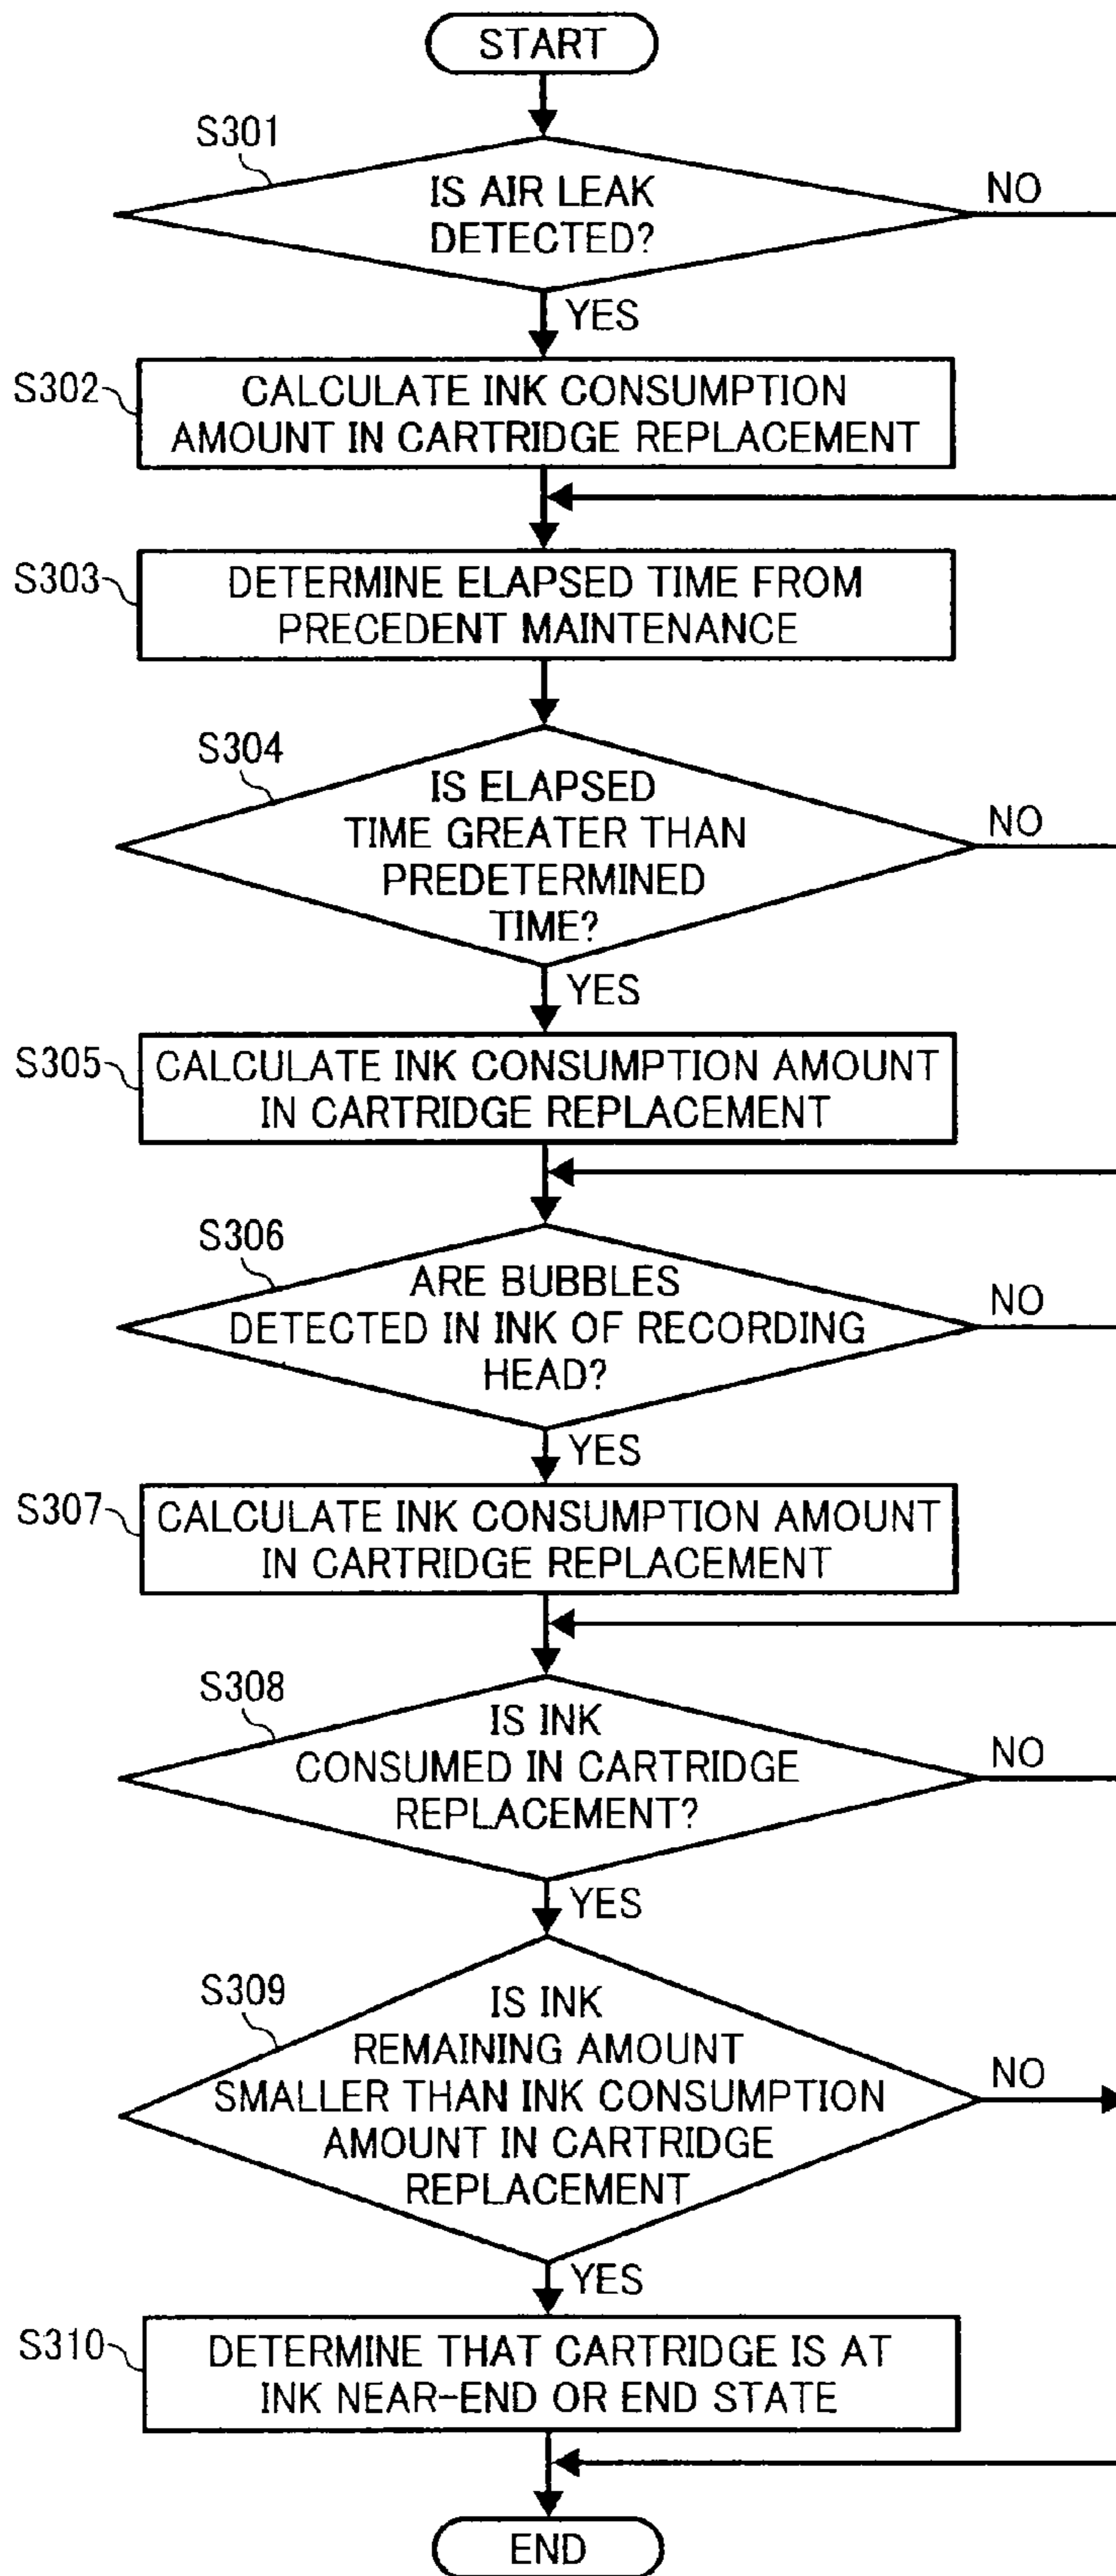 START
S301
IS AIR LEAK
DETECTED?
NO
YES
S302
CALCULATE INK CONSUMPTION
AMOUNT IN CARTRIDGE REPLACEMENT
S303
DETERMINE ELAPSED TIME FROM
PRECEDENT MAINTENANCE
S304
IS ELAPSED
TIME GREATER THAN
PREDETERMINED
TIME?
NO
YES
S305
CALCULATE INK CONSUMPTION AMOUNT
IN CARTRIDGE REPLACEMENT
S306
ARE BUBBLES
DETECTED IN INK OF RECORDING
HEAD?
NO
YES
S307
CALCULATE INK CONSUMPTION AMOUNT
IN CARTRIDGE REPLACEMENT
S308
IS INK
CONSUMED IN CARTRIDGE
REPLACEMENT?
NO
YES
S309
IS INK
REMAINING AMOUNT
SMALLER THAN INK CONSUMPTION
AMOUNT IN CARTRIDGE
REPLACEMENT
NO
YES
S310
DETERMINE THAT CARTRIDGE IS AT
INK NEAR-END OR END STATE
END